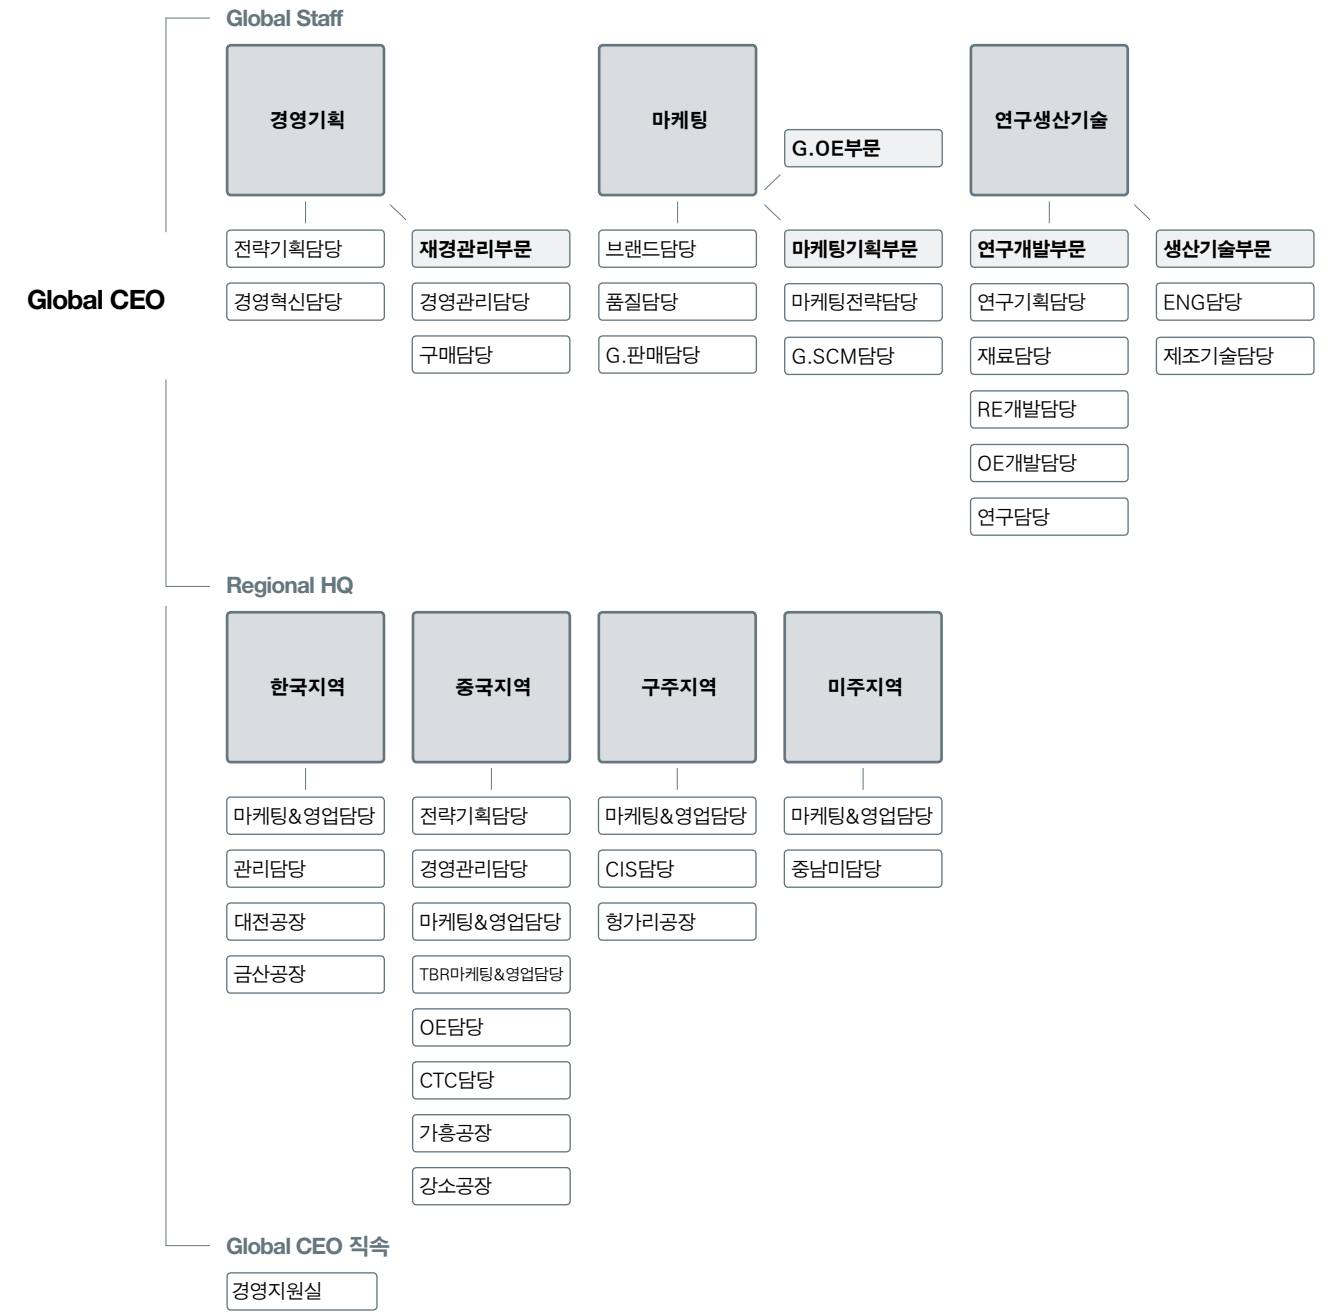 Global Staff
경영기획
마케팅
연구생산기술
G.OE부문
전략기획담당
재경관리부문
브랜드담당
마케팅기획부문
연구개발부문
생산기술부문
Global CEO
경영혁신담당
경영관리담당
품질담당
마케팅전략담당
연구기획담당
ENG담당
구매담당
G.판매담당
G.SCM담당
재료담당
제조기술담당
RE개발담당
OE개발담당
연구담당
Regional HQ
한국지역
중국지역
구주지역
미주지역
마케팅&영업담당
전략기획담당
마케팅&영업담당
마케팅&영업담당
관리담당
경영관리담당
CIS담당
중남미담당
대전공장
마케팅&영업담당
헝가리공장
금산공장
TBR마케팅&영업담당
OE담당
CTC담당
가흥공장
강소공장
Global CEO 직속
경영지원실